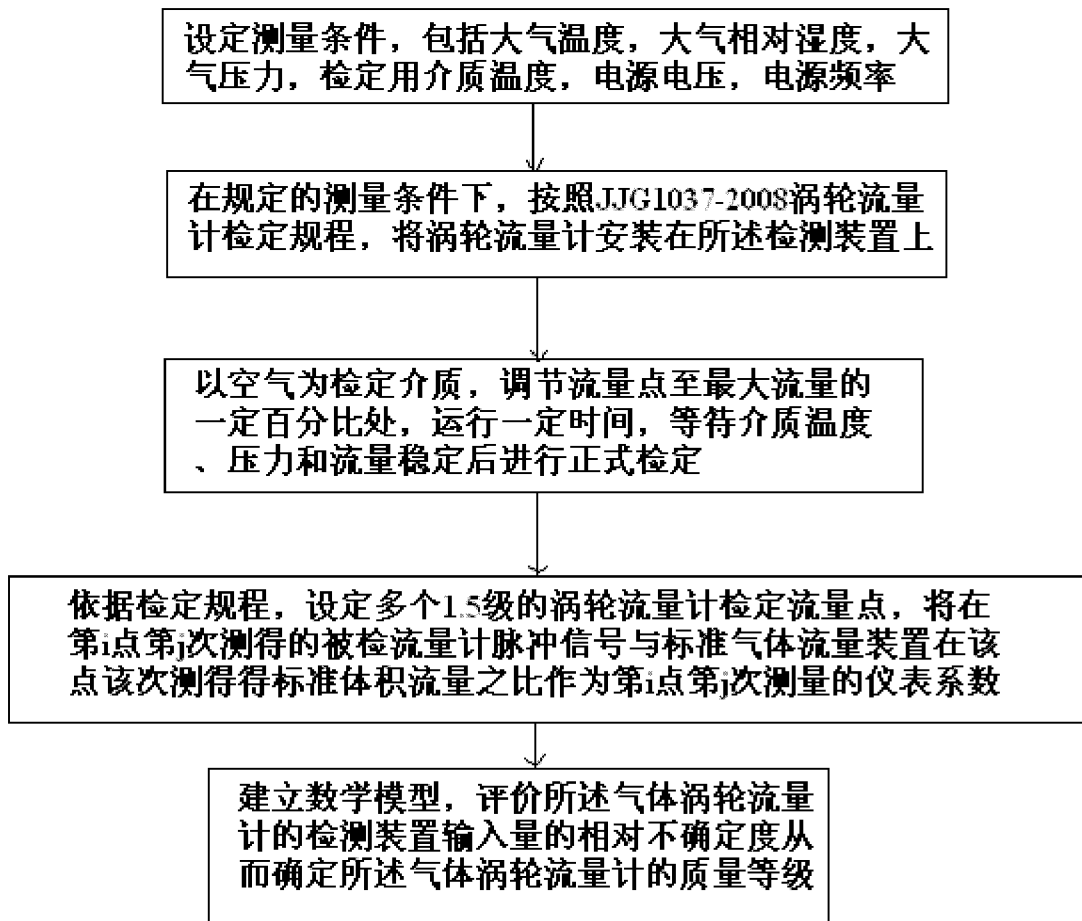 设定测量条件，包括大气温度，大气相对湿度，大
气压力，检定用介质温度，电源电压，电源频率
在规定的测量条件下，按照JJG1037-2008涡轮流量
计检定规程，将涡轮流量计安装在所述检测装置上
以空气为检定介质，调节流量点至最大流量的
一定百分比处，运行一定时间，等待介质温度
、压力和流量稳定后进行正式检定
依据检定规程，设定多个1.5级的涡轮流量计检定流量点，将在
第i点第j次测得的被检流量计脉冲信号与标准气体流量装置在该
点该次测得得标准体积流量之比作为第i点第j次测量的仪表系数
建立数学模型，评价所述气体涡轮流量
计的检测装置输入量的相对不确定度从
而确定所述气体涡轮流量计的质量等级